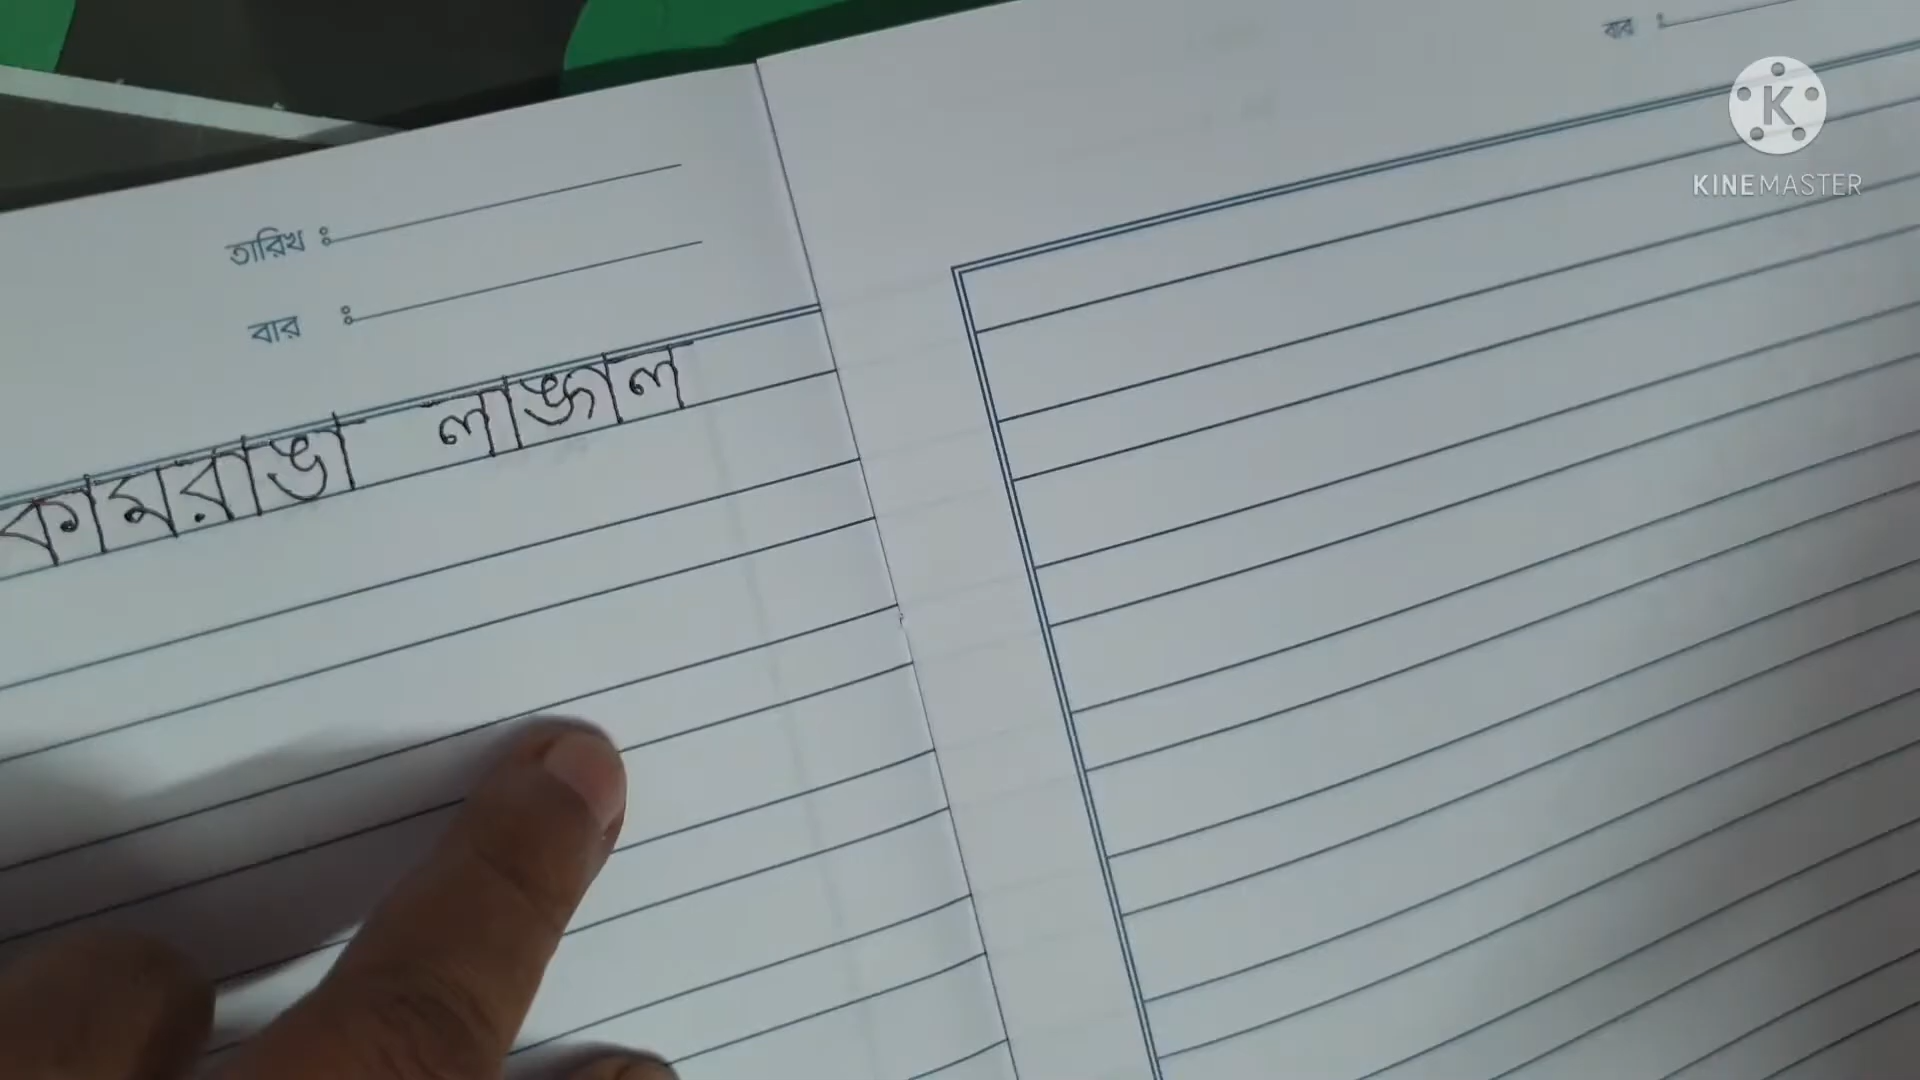 বার :
K
KINEMASTER
তারিখ ঃ
বার ঃ
কামরাঙা লাঙ্গল